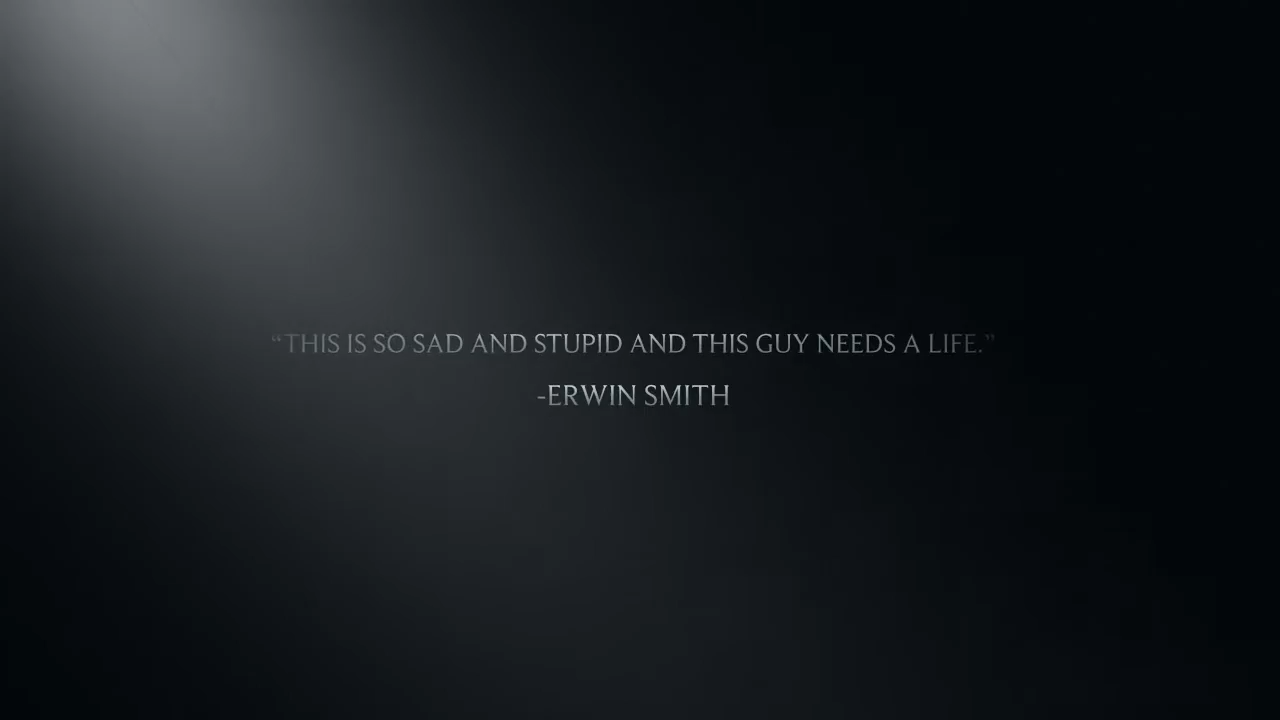 “THIS IS SO SAD AND STUPID AND THIS GUY NEEDS A LIFE.”
-ERWIN SMITH